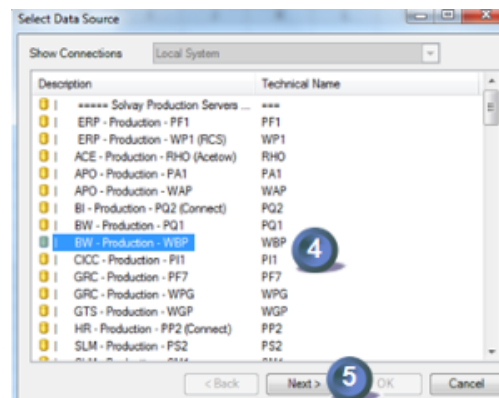 Select Data Source
Show Connections Local System
Description Technical Name
===== Solvay Production Servers ... ===
ERP - Production - PF1 PF1
ERP - Production - WP1 (RCS) WP1
ACE - Production - RHO (Acetow) RHO
APO - Production - PA1 PA1
APO - Production - WAP WAP
BI - Production - PQ2 (Connect) PQ2
BW - Production - PQ1 PQ1
BW - Production - WBP WBP
4
CICC - Production - PI1 PI1
GRC - Production - PF7 PF7
GRC - Production - WPG WPG
GTS - Production - WGP WGP
HR - Production - PP2 (Connect) PP2
SLM - Production - PS2 PS2
< Back Next > 5 OK Cancel